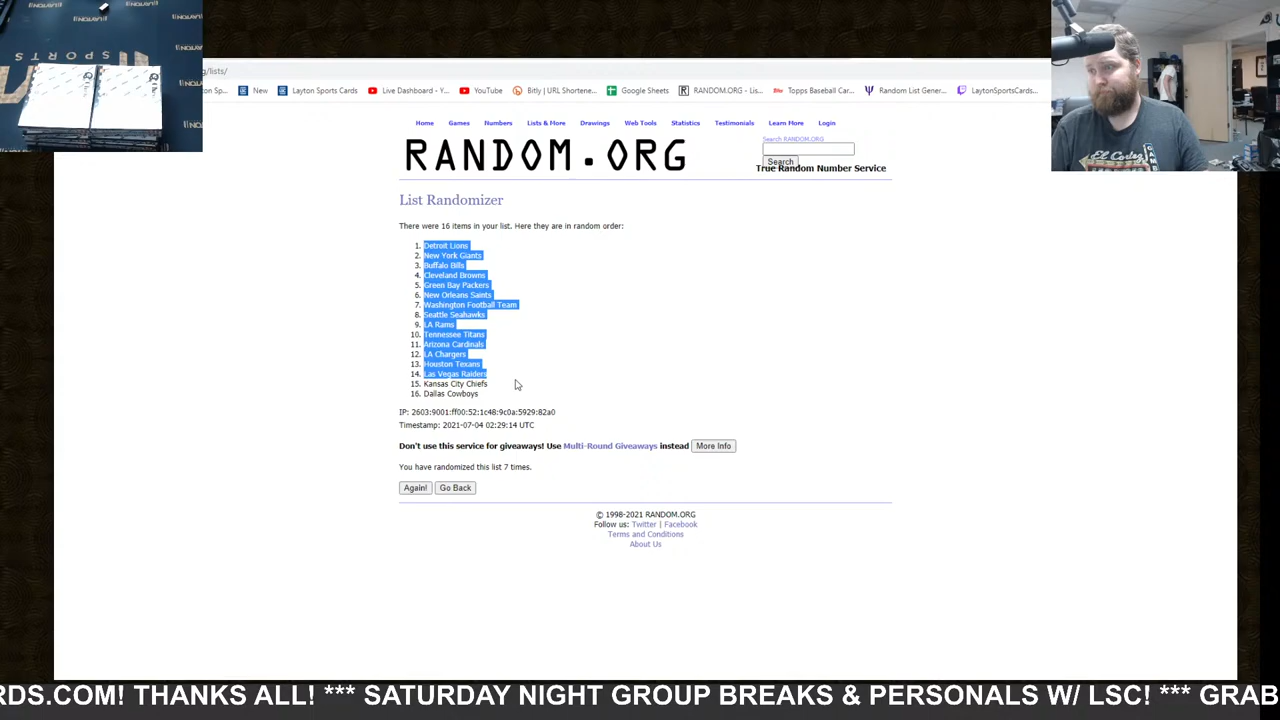 g/lists/
on Sp...
New
Layton Sports Cards
Live Dashboard - Y...
YouTube
Bitly | URL Shortene...
Google Sheets
RANDOM.ORG - Lis...
Topps Baseball Car...
Random List Gener...
LaytonSportsCards...
Home
Games
Numbers
Lists & More
Drawings
Web Tools
Statistics
Testimonials
Learn More
Login
RANDOM.ORG
Search RANDOM.ORG
Search
True Random Number Service
List Randomizer
There were 16 items in your list. Here they are in random order:
1. Detroit Lions
2. New York Giants
3. Buffalo Bills
4. Cleveland Browns
5. Green Bay Packers
6. New Orleans Saints
7. Washington Football Team
8. Seattle Seahawks
9. LA Rams
10. Tennessee Titans
11. Arizona Cardinals
12. LA Chargers
13. Houston Texans
14. Las Vegas Raiders
15. Kansas City Chiefs
16. Dallas Cowboys
IP: 2603:9001:ff00:52:1c48:9c0a:5929:82a0
Timestamp: 2021-07-04 02:29:14 UTC
Don't use this service for giveaways! Use Multi-Round Giveaways instead More Info
You have randomized this list 7 times.
Again! Go Back
© 1998-2021 RANDOM.ORG
Follow us: Twitter | Facebook
Terms and Conditions
About Us
RDS.COM! THANKS ALL! *** SATURDAY NIGHT GROUP BREAKS & PERSONALS W/ LSC! *** GRAB